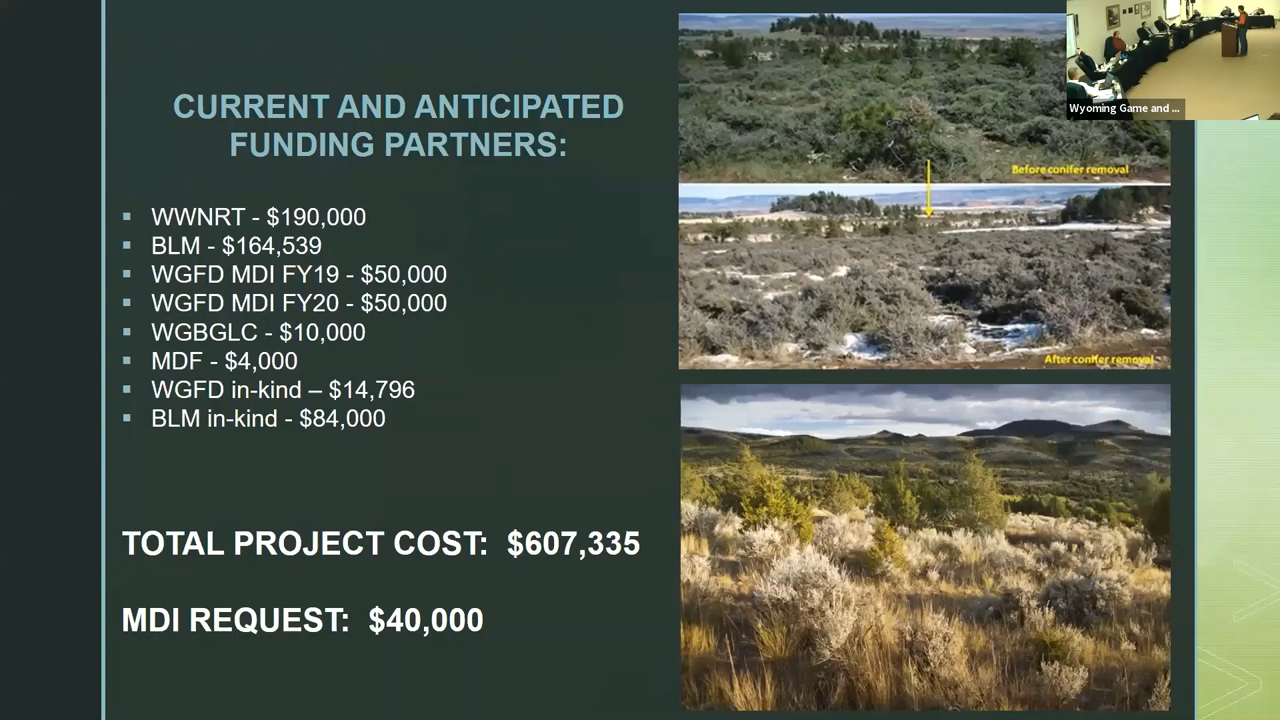 CURRENT AND ANTICIPATED
FUNDING PARTNERS:
▪ WWNRT - $190,000
▪ BLM - $164,539
▪ WGFD MDI FY19 - $50,000
▪ WGFD MDI FY20 - $50,000
▪ WGBGLC - $10,000
▪ MDF - $4,000
▪ WGFD in-kind – $14,796
▪ BLM in-kind - $84,000
TOTAL PROJECT COST: $607,335
MDI REQUEST: $40,000
Before conifer removal
After conifer removal
Wyoming Game and ...